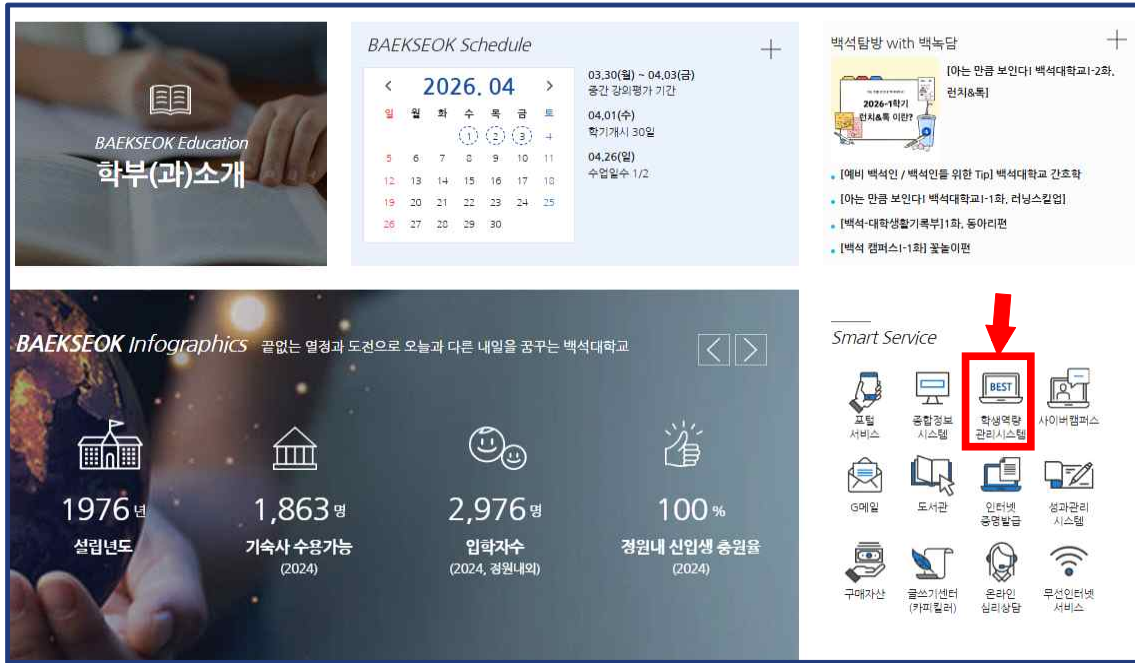 BAEKSEOK Education
학부(과)소개
BAEKSEOK Schedule
2026. 04
일 월 화 수 목 금 토
1 2 3 4
5 6 7 8 9 10 11
12 13 14 15 16 17 18
19 20 21 22 23 24 25
26 27 28 29 30
03.30(월) ~ 04.03(금)
중간 강의평가 기간
04.01(수)
학기개시 30일
04.26(일)
수업일수 1/2
백석탐방 with 백녹담
2026-1학기
런치&톡 이란?
[아는 만큼 보인다! 백석대학교!-2화,
런치&톡]
[예비 백석인 / 백석인들 위한 Tip] 백석대학교 간호학
[아는 만큼 보인다! 백석대학교!-1화, 러닝스킬업]
[백석-대학생활기록부]1화, 동아리편
[백석 캠퍼스!-1화] 꽃놀이편
BAEKSEOK Infographics 끝없는 열정과 도전으로 오늘과 다른 내일을 꿈꾸는 백석대학교
1976 년
설립년도
1,863 명
기숙사 수용가능
(2024)
2,976 명
입학자수
(2024, 정원내외)
100 %
정원내 신입생 충원율
(2024)
Smart Service
포털
서비스
종합정보
시스템
BEST
학생역량
관리시스템
사이버캠퍼스
G메일
도서관
인터넷
증명발급
성과관리
시스템
구매자산
글쓰기센터
(카피킬러)
온라인
심리상담
무선인터넷
서비스